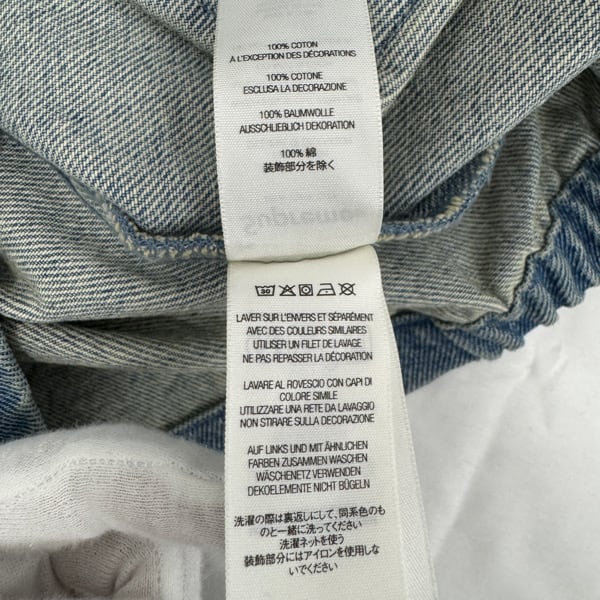 100% COTON
A L'EXCEPTION DES DÉCORATIONS
100% COTONE
ESCLUSA LA DECORAZIONE
100% BAUMWOLLE
AUSSCHLIEBLICH DEKORATION
100% 綿
装飾部分を除く
30
LAVER SUR L'ENVERS ET SÉPARÉMENT
AVEC DES COULEURS SIMILAIRES
UTILISER UN FILET DE LAVAGE
NE PAS REPASSER LA DÉCORATION
LAVARE AL ROVESCIO CON CAPI DI
COLORE SIMILE
UTILIZZARE UNA RETE DA LAVAGGIO
NON STIRARE SULLA DECORAZIONE
AUF LINKS UND MIT ÄHNLICHEN
FARBEN ZUSAMMEN WASCHEN
WÄSCHENETZ VERWENDEN
DEKOELEMENTE NICHT BÜGELN
洗濯の際は裏返しにして、同系色のも
のと一緒に洗ってください
洗濯ネットを使う
装飾部分にはアイロンを使用しな
いでください